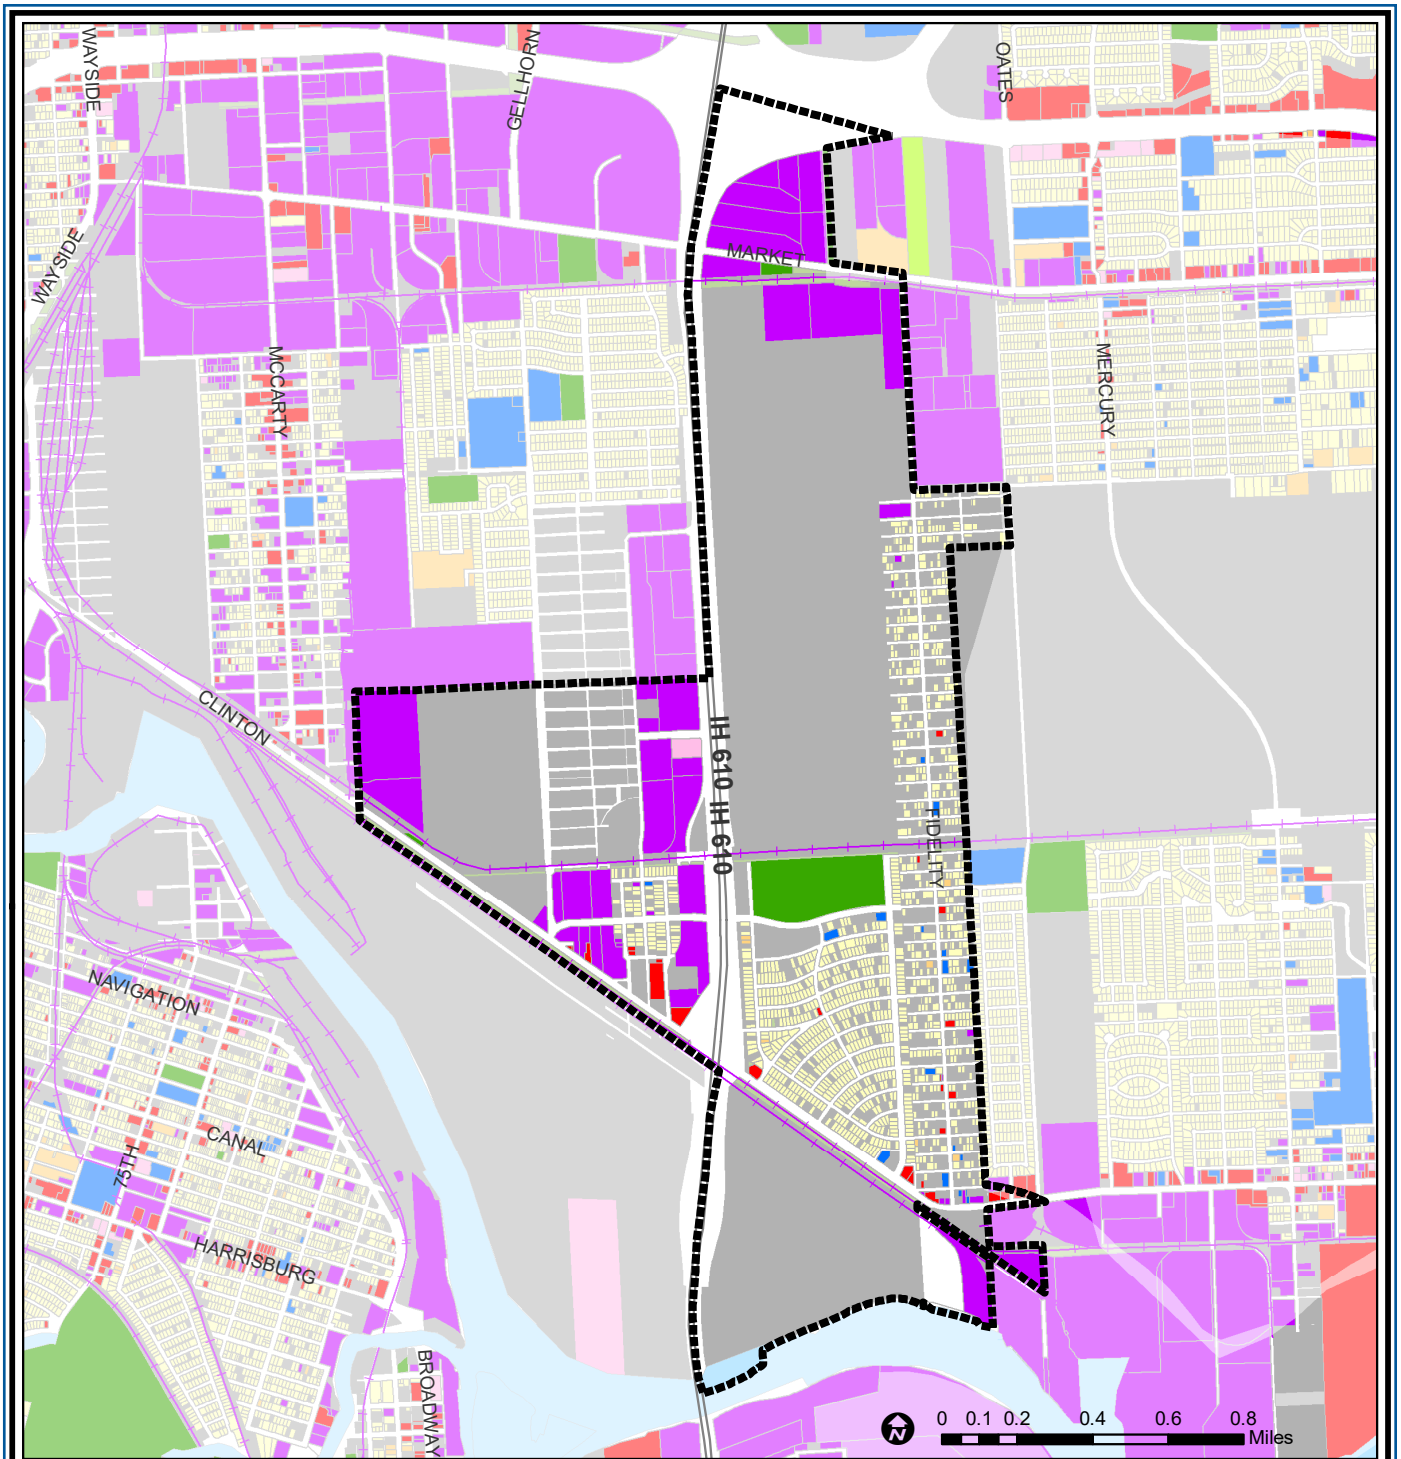 WAYSIDE
GELLHORN
OATES
WAYSIDE
MARKET
MCCARTY
MERCURY
CLINTON
IH 610
IH 610
FIDELITY
NAVIGATION
CANAL
75TH
HARRISBURG
BROADWAY
N
0 0.1 0.2 0.4 0.6 0.8
Miles